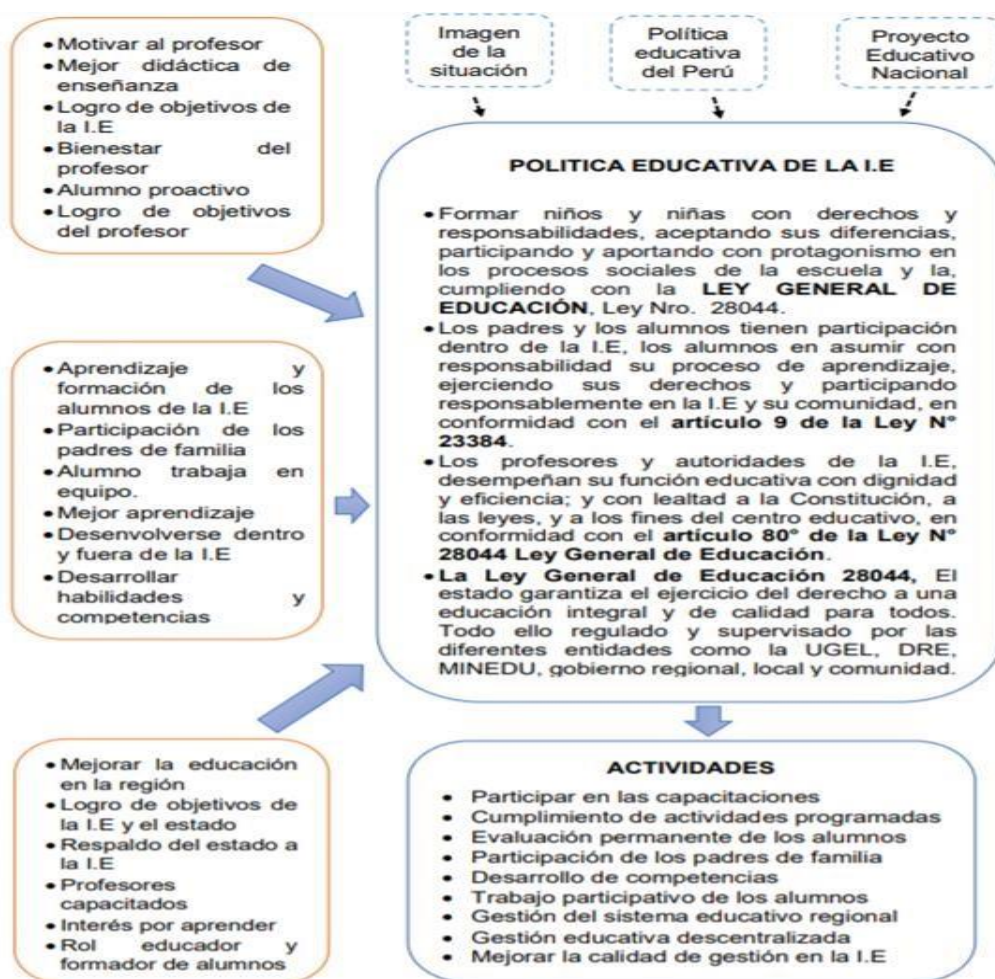 • Motivar al profesor
• Mejor didáctica de
enseñanza
• Logro de objetivos de
la I.E
• Bienestar del
profesor
• Alumno proactivo
• Logro de objetivos
del profesor
Imagen
de la
situación
Política
educativa
del Perú
Proyecto
Educativo
Nacional
POLITICA EDUCATIVA DE LA I.E
• Formar niños y niñas con derechos y
responsabilidades, aceptando sus diferencias,
participando y aportando con protagonismo en
los procesos sociales de la escuela y la,
cumpliendo con la LEY GENERAL DE
EDUCACIÓN, Ley Nro. 28044.
• Los padres y los alumnos tienen participación
dentro de la I.E, los alumnos en asumir con
responsabilidad su proceso de aprendizaje,
ejerciendo sus derechos y participando
responsablemente en la I.E y su comunidad, en
conformidad con el artículo 9 de la Ley N°
23384.
• Los profesores y autoridades de la I.E,
desempeñan su función educativa con dignidad
y eficiencia; y con lealtad a la Constitución, a
las leyes, y a los fines del centro educativo, en
conformidad con el artículo 80° de la Ley N°
28044 Ley General de Educación.
• La Ley General de Educación 28044, El
estado garantiza el ejercicio del derecho a una
educación integral y de calidad para todos.
Todo ello regulado y supervisado por las
diferentes entidades como la UGEL, DRE,
MINEDU, gobierno regional, local y comunidad.
• Aprendizaje y
formación de los
alumnos de la I.E
• Participación de los
padres de familia
• Alumno trabaja en
equipo.
• Mejor aprendizaje
• Desenvolverse dentro
y fuera de la I.E
• Desarrollar
habilidades y
competencias
• Mejorar la educación
en la región
• Logro de objetivos de
la I.E y el estado
• Respaldo del estado a
la I.E
• Profesores
capacitados
• Interés por aprender
• Rol educador y
formador de alumnos
ACTIVIDADES
• Participar en las capacitaciones
• Cumplimiento de actividades programadas
• Evaluación permanente de los alumnos
• Participación de los padres de familia
• Desarrollo de competencias
• Trabajo participativo de los alumnos
• Gestión del sistema educativo regional
• Gestión educativa descentralizada
• Mejorar la calidad de gestión en la I.E